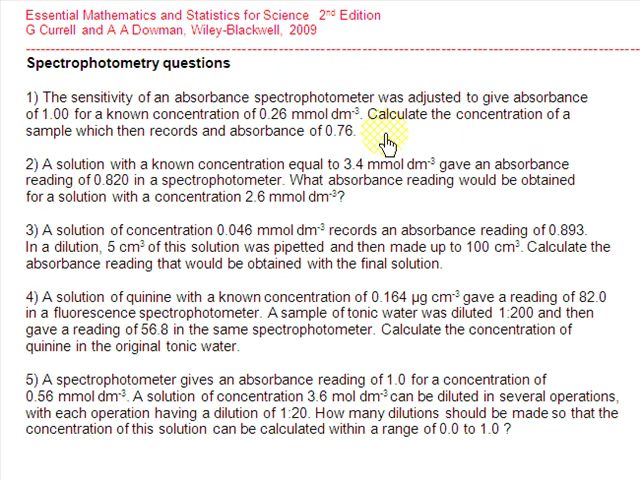 Essential Mathematics and Statistics for Science 2nd Edition
G Currell and A A Dowman, Wiley-Blackwell, 2009
Spectrophotometry questions
1) The sensitivity of an absorbance spectrophotometer was adjusted to give absorbance
of 1.00 for a known concentration of 0.26 mmol dm⁻³. Calculate the concentration of a
sample which then records and absorbance of 0.76.
2) A solution with a known concentration equal to 3.4 mmol dm⁻³ gave an absorbance
reading of 0.820 in a spectrophotometer. What absorbance reading would be obtained
for a solution with a concentration 2.6 mmol dm⁻³?
3) A solution of concentration 0.046 mmol dm⁻³ records an absorbance reading of 0.893.
In a dilution, 5 cm³ of this solution was pipetted and then made up to 100 cm³. Calculate the
absorbance reading that would be obtained with the final solution.
4) A solution of quinine with a known concentration of 0.164 µg cm⁻³ gave a reading of 82.0
in a fluorescence spectrophotometer. A sample of tonic water was diluted 1:200 and then
gave a reading of 56.8 in the same spectrophotometer. Calculate the concentration of
quinine in the original tonic water.
5) A spectrophotometer gives an absorbance reading of 1.0 for a concentration of
0.56 mmol dm⁻³. A solution of concentration 3.6 mol dm⁻³ can be diluted in several operations,
with each operation having a dilution of 1:20. How many dilutions should be made so that the
concentration of this solution can be calculated within a range of 0.0 to 1.0 ?